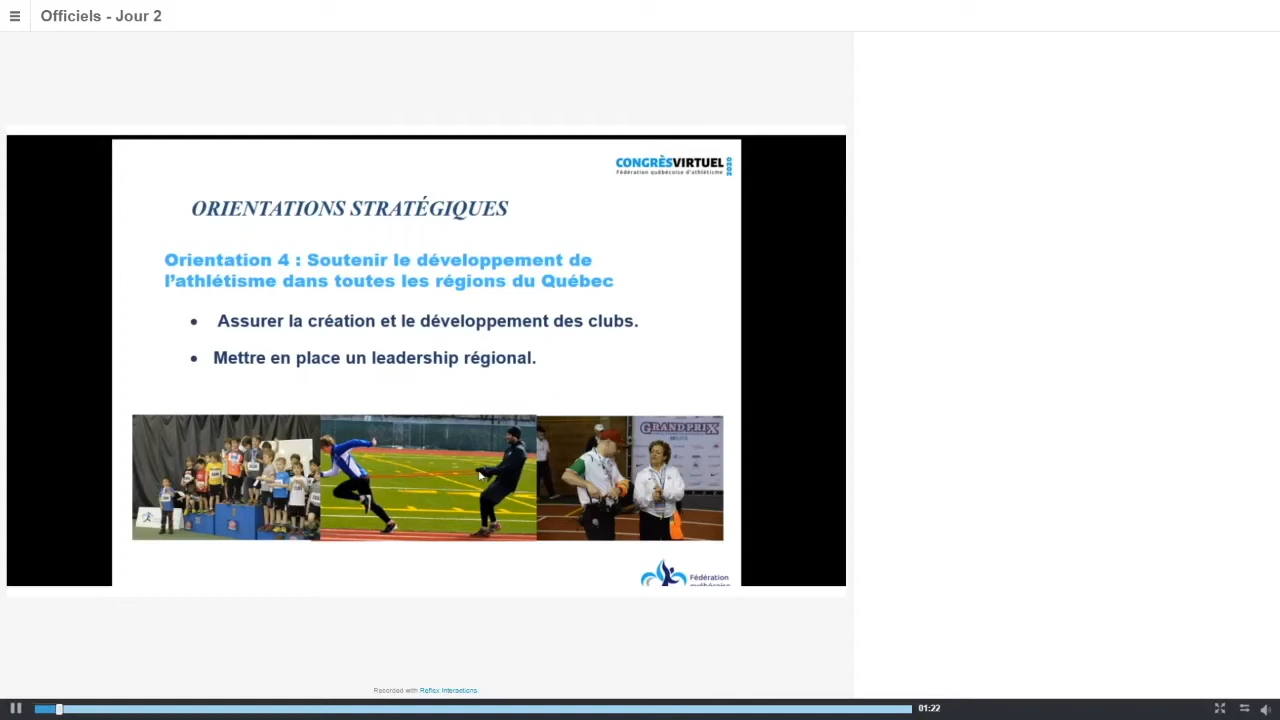 Officiels - Jour 2
CONGRÈSVIRTUEL 2020
Fédération québécoise d'athlétisme
ORIENTATIONS STRATÉGIQUES
Orientation 4 : Soutenir le développement de
l'athlétisme dans toutes les régions du Québec
• Assurer la création et le développement des clubs.
• Mettre en place un leadership régional.
GRANDPRIX
Fédération
québécoise
Recorded with Reflex Interactions.
01:22